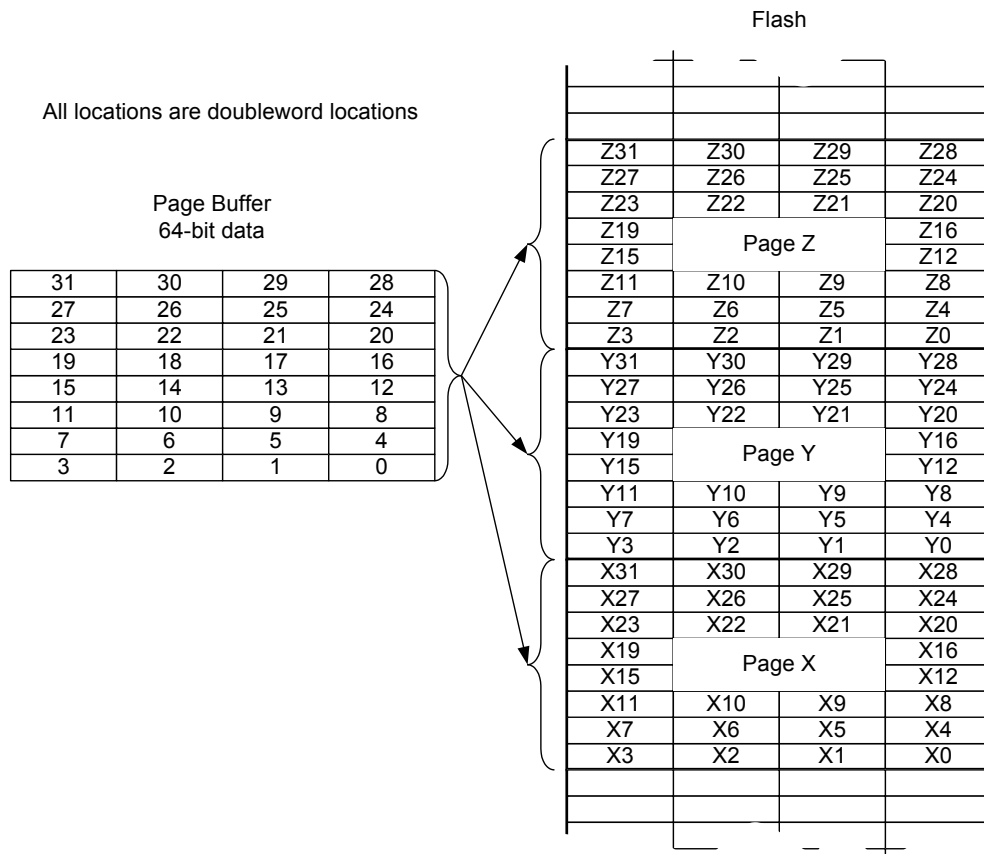 Flash
All locations are doubleword locations
Page Buffer
64-bit data
31 30 29 28
27 26 25 24
23 22 21 20
19 18 17 16
15 14 13 12
11 10 9 8
7 6 5 4
3 2 1 0
Z31 Z30 Z29 Z28
Z27 Z26 Z25 Z24
Z23 Z22 Z21 Z20
Z19 Z16
Page Z
Z15 Z12
Z11 Z10 Z9 Z8
Z7 Z6 Z5 Z4
Z3 Z2 Z1 Z0
Y31 Y30 Y29 Y28
Y27 Y26 Y25 Y24
Y23 Y22 Y21 Y20
Y19 Y16
Page Y
Y15 Y12
Y11 Y10 Y9 Y8
Y7 Y6 Y5 Y4
Y3 Y2 Y1 Y0
X31 X30 X29 X28
X27 X26 X25 X24
X23 X22 X21 X20
X19 X16
Page X
X15 X12
X11 X10 X9 X8
X7 X6 X5 X4
X3 X2 X1 X0